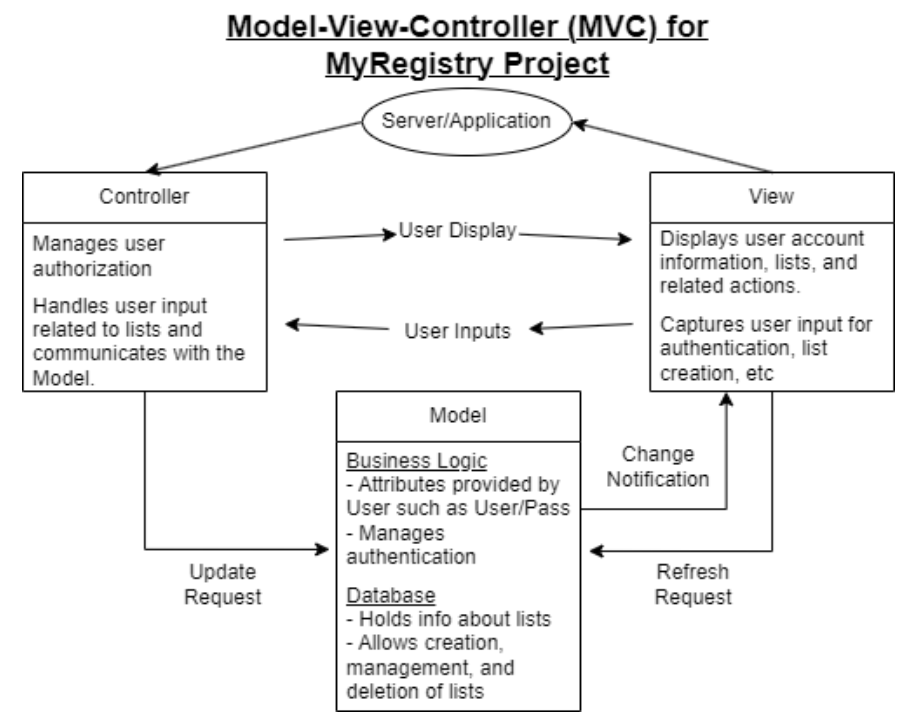 Model-View-Controller (MVC) for
MyRegistry Project
Server/Application
Controller
Manages user
authorization
Handles user input
related to lists and
communicates with the
Model.
User Display
User Inputs
View
Displays user account
information, lists, and
related actions.
Captures user input for
authentication, list
creation, etc
Model
Business Logic
- Attributes provided by
User such as User/Pass
- Manages
authentication
Database
- Holds info about lists
- Allows creation,
management, and
deletion of lists
Change
Notification
Update
Request
Refresh
Request